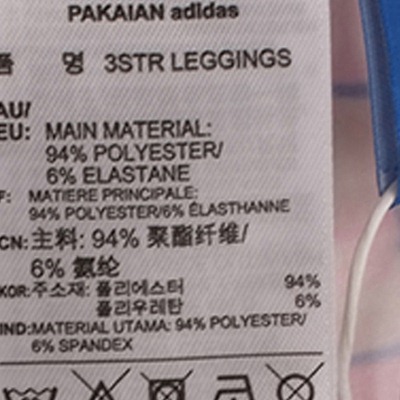 PAKAIAN adidas
품 명 3STR LEGGINGS
AU/
EU: MAIN MATERIAL:
94% POLYESTER/
6% ELASTANE
F: MATIERE PRINCIPALE:
94% POLYESTER/6% ÉLASTHANNE
CN:主料: 94% 聚酯纤维/
6% 氨纶
KOR:주소재: 폴리에스터 94%
폴리우레탄 6%
IND:MATERIAL UTAMA: 94% POLYESTER/
6% SPANDEX